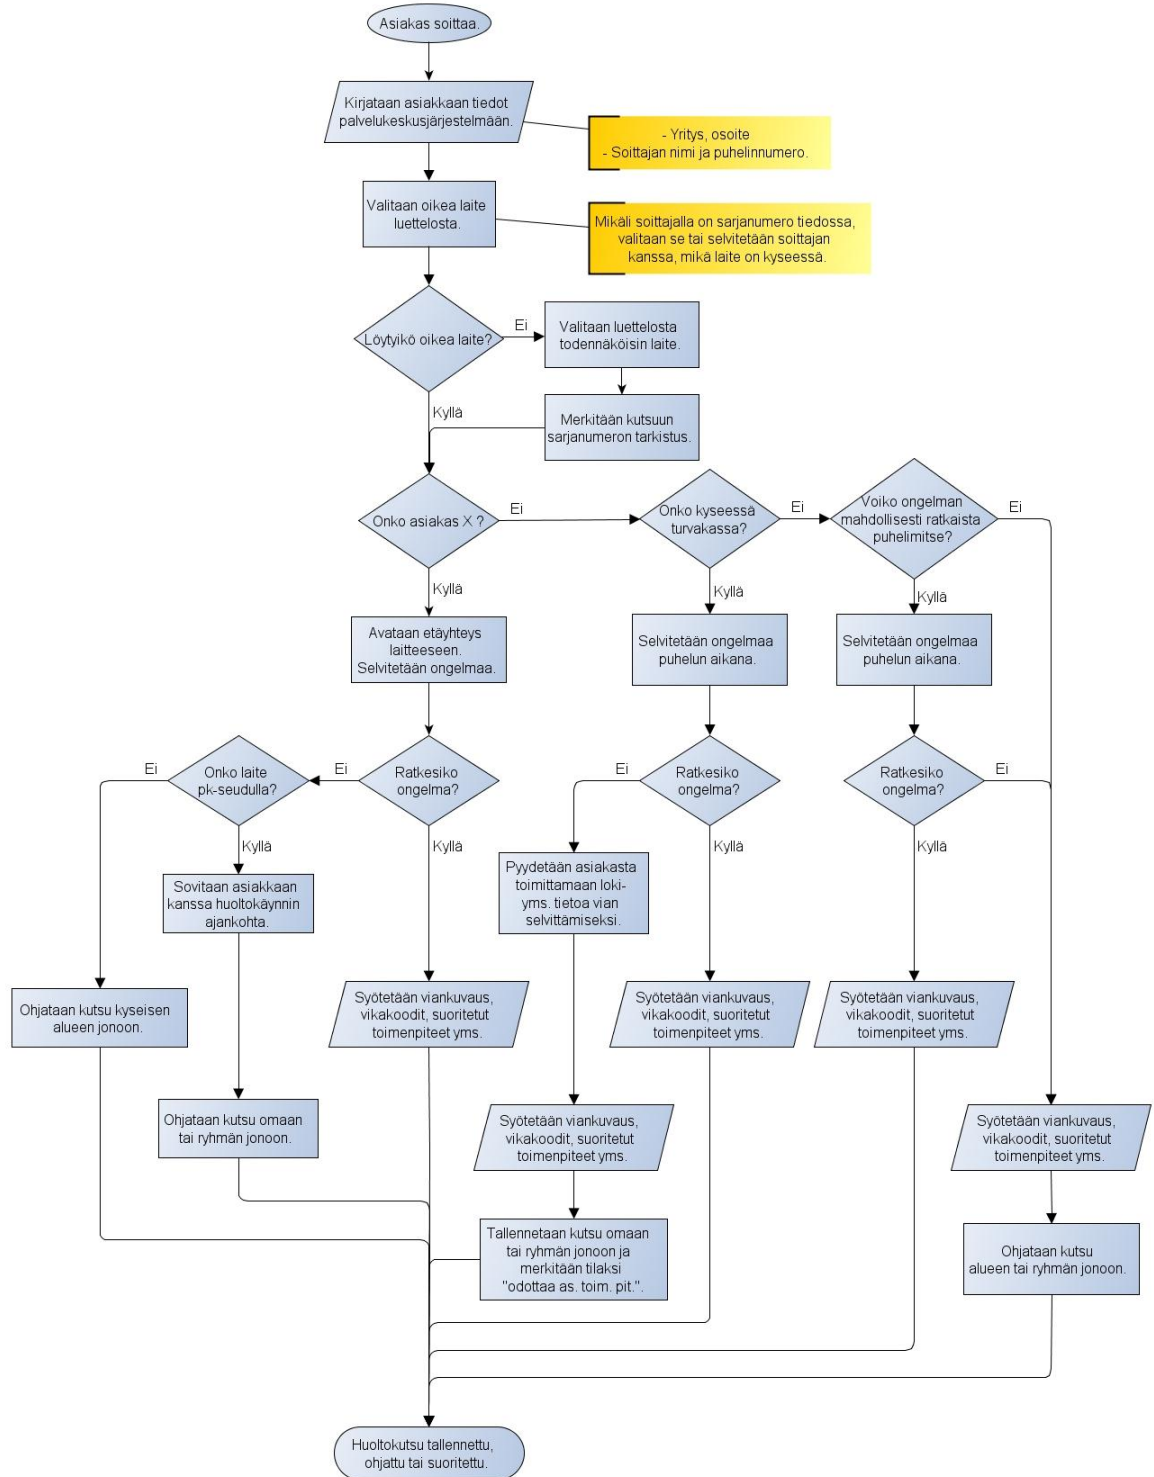 Asiakas soittaa.
Kirjataan asiakkaan tiedot
palvelukeskusjärjestelmään.
- Yritys, osoite
- Soittajan nimi ja puhelinnumero.
Valitaan oikea laite
luettelosta.
Mikäli soittajalla on sarjanumero tiedossa,
valitaan se tai selvitetään soittajan
kanssa, mikä laite on kyseessä.
Löytyikö oikea laite?
Ei
Valitaan luettelosta
todennäköisin laite.
Kyllä
Merkitään kutsuun
sarjanumeron tarkistus.
Onko asiakas X ?
Ei
Onko kyseessä
turvakassa?
Ei
Voiko ongelman
mahdollisesti ratkaista
puhelimitse?
Ei
Kyllä
Kyllä
Kyllä
Avataan etäyhteys
laitteeseen.
Selvitetään ongelmaa.
Selvitetään ongelmaa
puhelun aikana.
Selvitetään ongelmaa
puhelun aikana.
Ei
Onko laite
pk-seudulla?
Ei
Ratkesiko
ongelma?
Ei
Ratkesiko
ongelma?
Ratkesiko
ongelma?
Ei
Kyllä
Kyllä
Kyllä
Kyllä
Sovitaan asiakkaan
kanssa huoltokäynnin
ajankohta.
Pyydetään asiakasta
toimittamaan loki-
yms. tietoa vian
selvittämiseksi.
Ohjataan kutsu kyseisen
alueen jonoon.
Syötetään viankuvaus,
vikakoodit, suoritetut
toimenpiteet yms.
Syötetään viankuvaus,
vikakoodit, suoritetut
toimenpiteet yms.
Syötetään viankuvaus,
vikakoodit, suoritetut
toimenpiteet yms.
Ohjataan kutsu omaan
tai ryhmän jonoon.
Syötetään viankuvaus,
vikakoodit, suoritetut
toimenpiteet yms.
Syötetään viankuvaus,
vikakoodit, suoritetut
toimenpiteet yms.
Tallennetaan kutsu omaan
tai ryhmän jonoon ja
merkitään tilaksi
"odottaa as. toim. pit.".
Ohjataan kutsu
alueen tai ryhmän jonoon.
Huoltokutsu tallennettu,
ohjattu tai suoritettu.